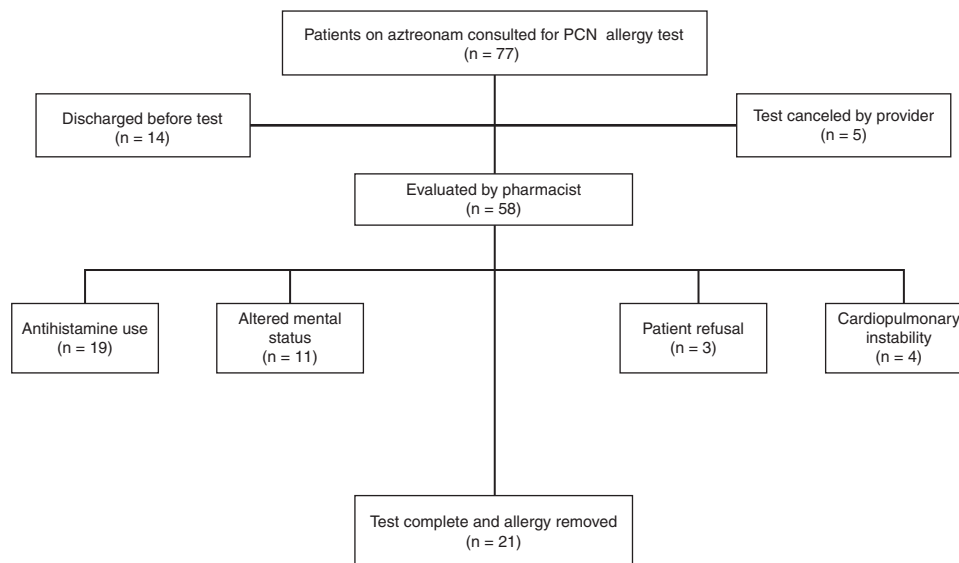 Patients on aztreonam consulted for PCN allergy test
(n = 77)
Discharged before test
(n = 14)
Test canceled by provider
(n = 5)
Evaluated by pharmacist
(n = 58)
Antihistamine use
(n = 19)
Altered mental
status
(n = 11)
Patient refusal
(n = 3)
Cardiopulmonary
instability
(n = 4)
Test complete and allergy removed
(n = 21)